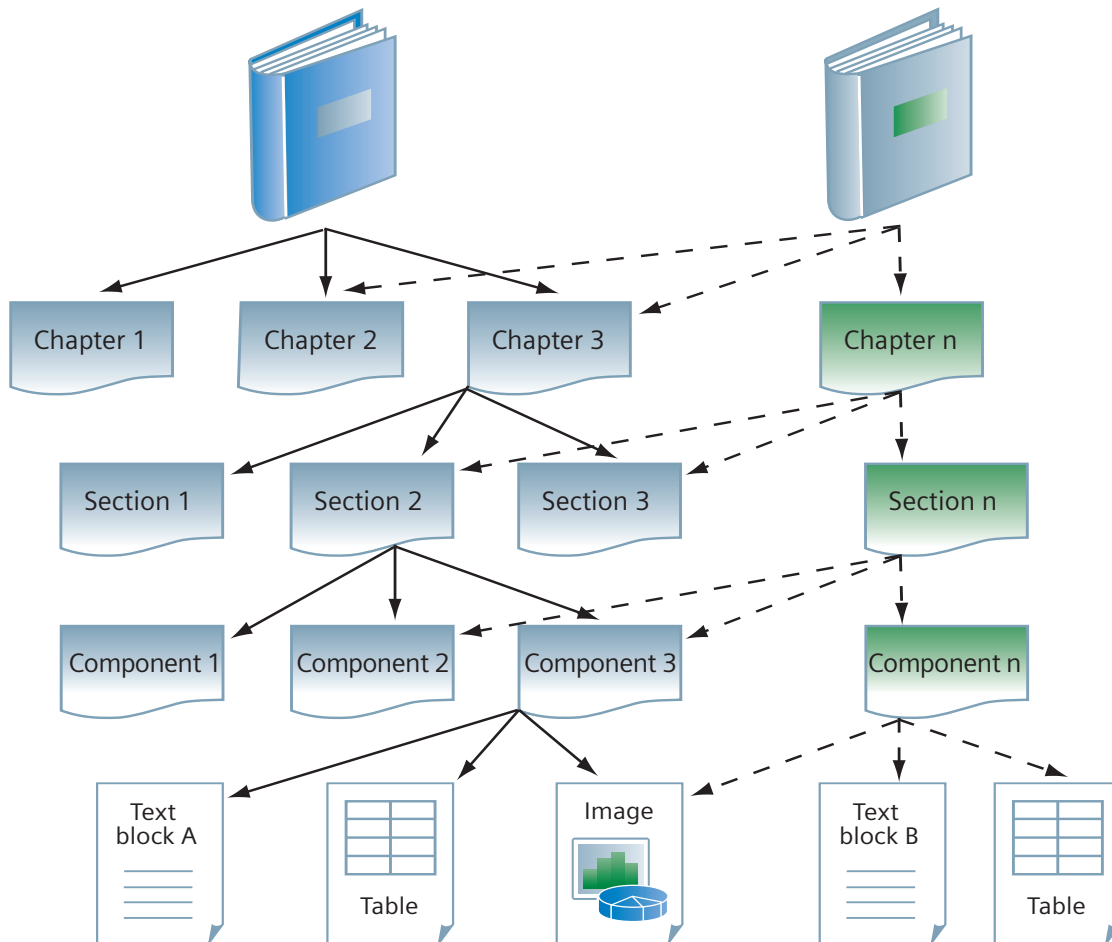 Chapter 1
Chapter 2
Chapter 3
Chapter n
Section 1
Section 2
Section 3
Section n
Component 1
Component 2
Component 3
Component n
Text
block A
Table
Image
Text
block B
Table